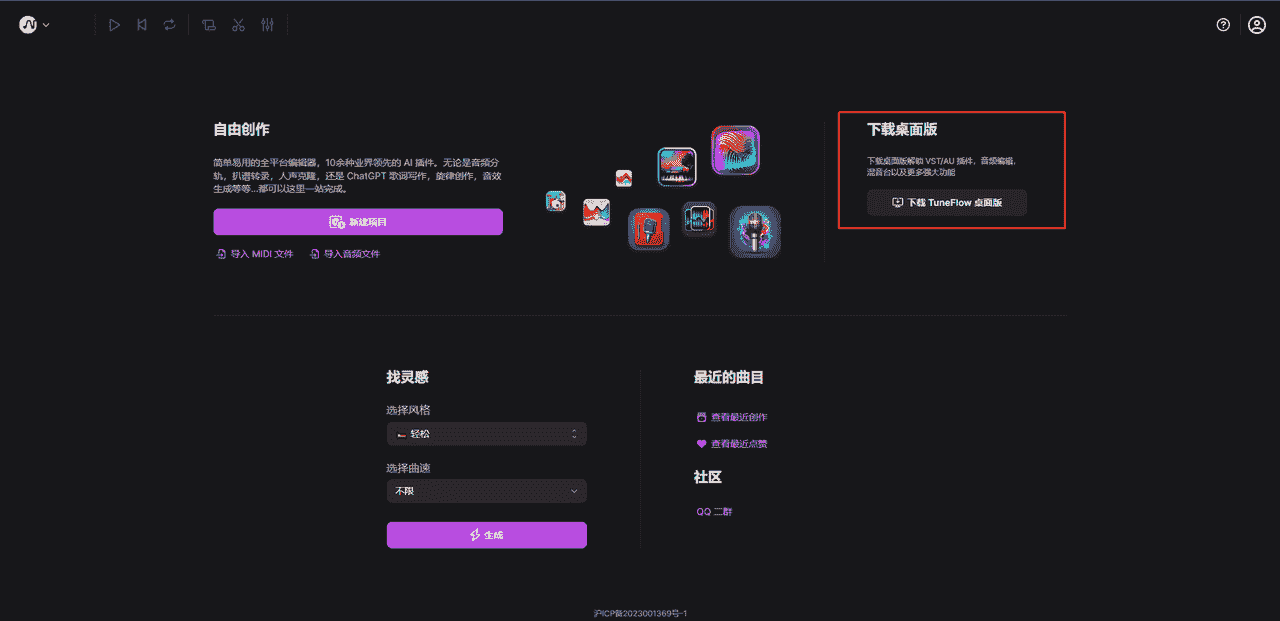 自由创作
简单易用的全平台编辑器，10余种业界领先的 AI 插件。无论是音频分
轨，扒谱转录，人声克隆，还是 ChatGPT 歌词写作，旋律创作，音效
生成等等...都可以这里一站完成。
新建项目
导入 MIDI 文件
导入音频文件
下载桌面版
下载桌面版解锁 VST/AU 插件，音频编辑，
混音台以及更多强大功能
下载 TuneFlow 桌面版
找灵感
选择风格
轻松
选择曲速
不限
生成
最近的曲目
查看最近创作
查看最近点赞
社区
QQ 二群
沪ICP备2023001369号-1